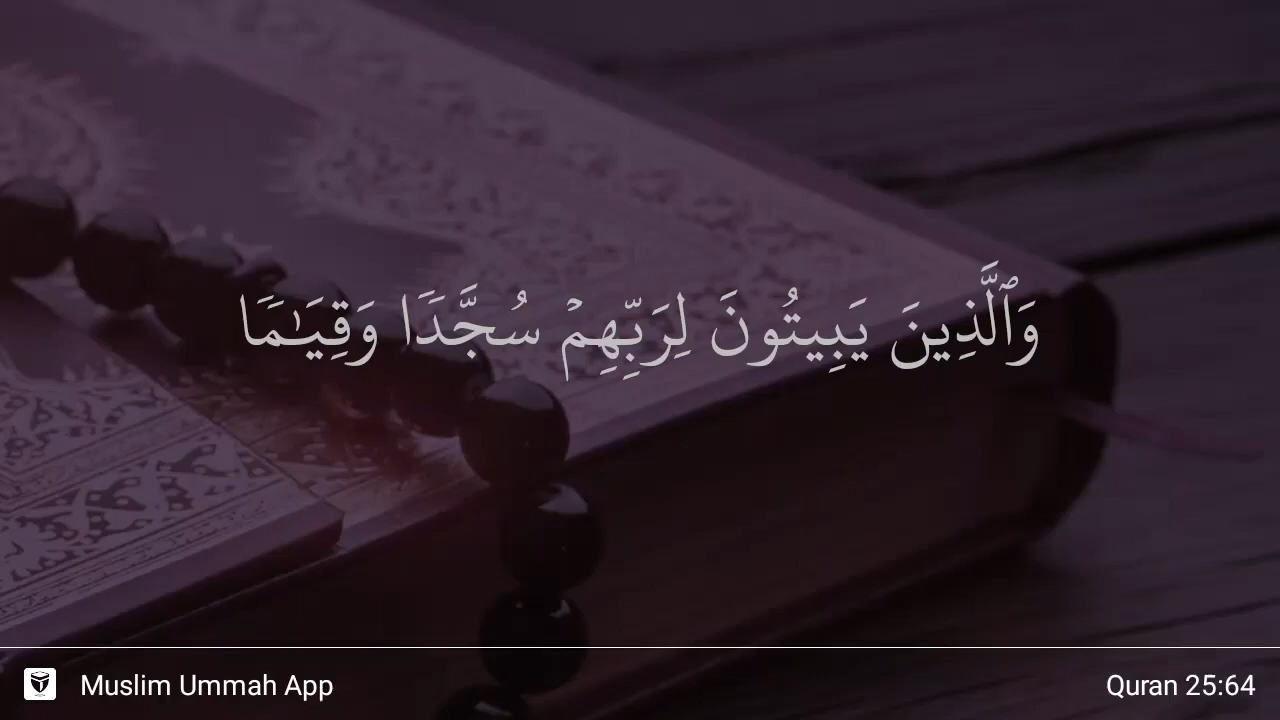 وَٱلَّذِينَ يَبِيتُونَ لِرَبِّهِمۡ سُجَّدٗا وَقِيَٰمٗا
Muslim Ummah App
Quran 25:64